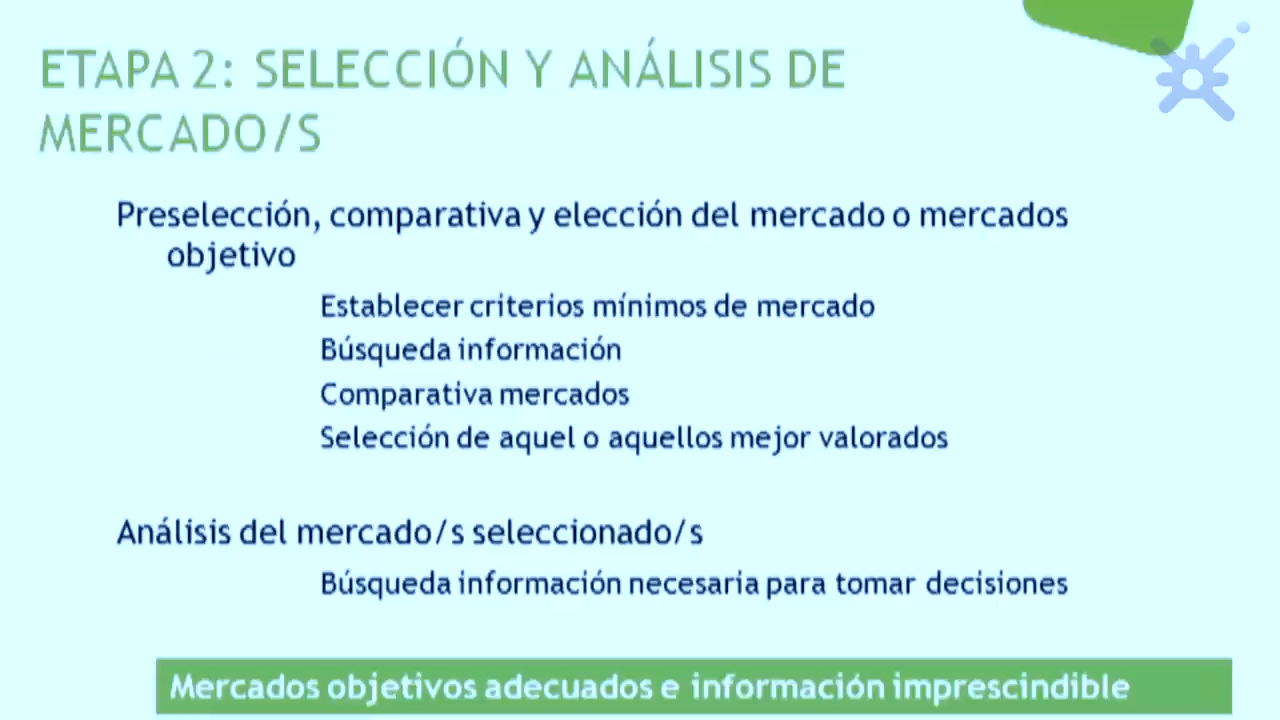 ETAPA 2: SELECCIÓN Y ANÁLISIS DE
MERCADO/S
Preselección, comparativa y elección del mercado o mercados
objetivo
Establecer criterios mínimos de mercado
Búsqueda información
Comparativa mercados
Selección de aquel o aquellos mejor valorados
Análisis del mercado/s seleccionado/s
Búsqueda información necesaria para tomar decisiones
Mercados objetivos adecuados e información imprescindible